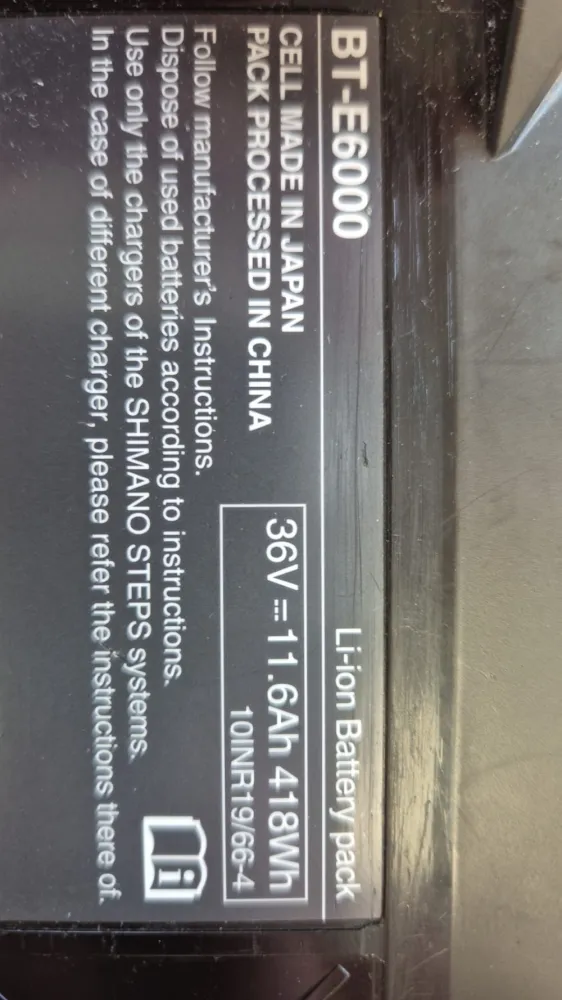 BT-E6000
Li-ion Battery pack
CELL MADE IN JAPAN
PACK PROCESSED IN CHINA
36V ⎓ 11.6Ah 418Wh
10INR19/66-4
Follow manufacturer's Instructions.
Dispose of used batteries according to instructions.
Use only the chargers of the SHIMANO STEPS systems.
In the case of different charger, please refer the instructions there of.